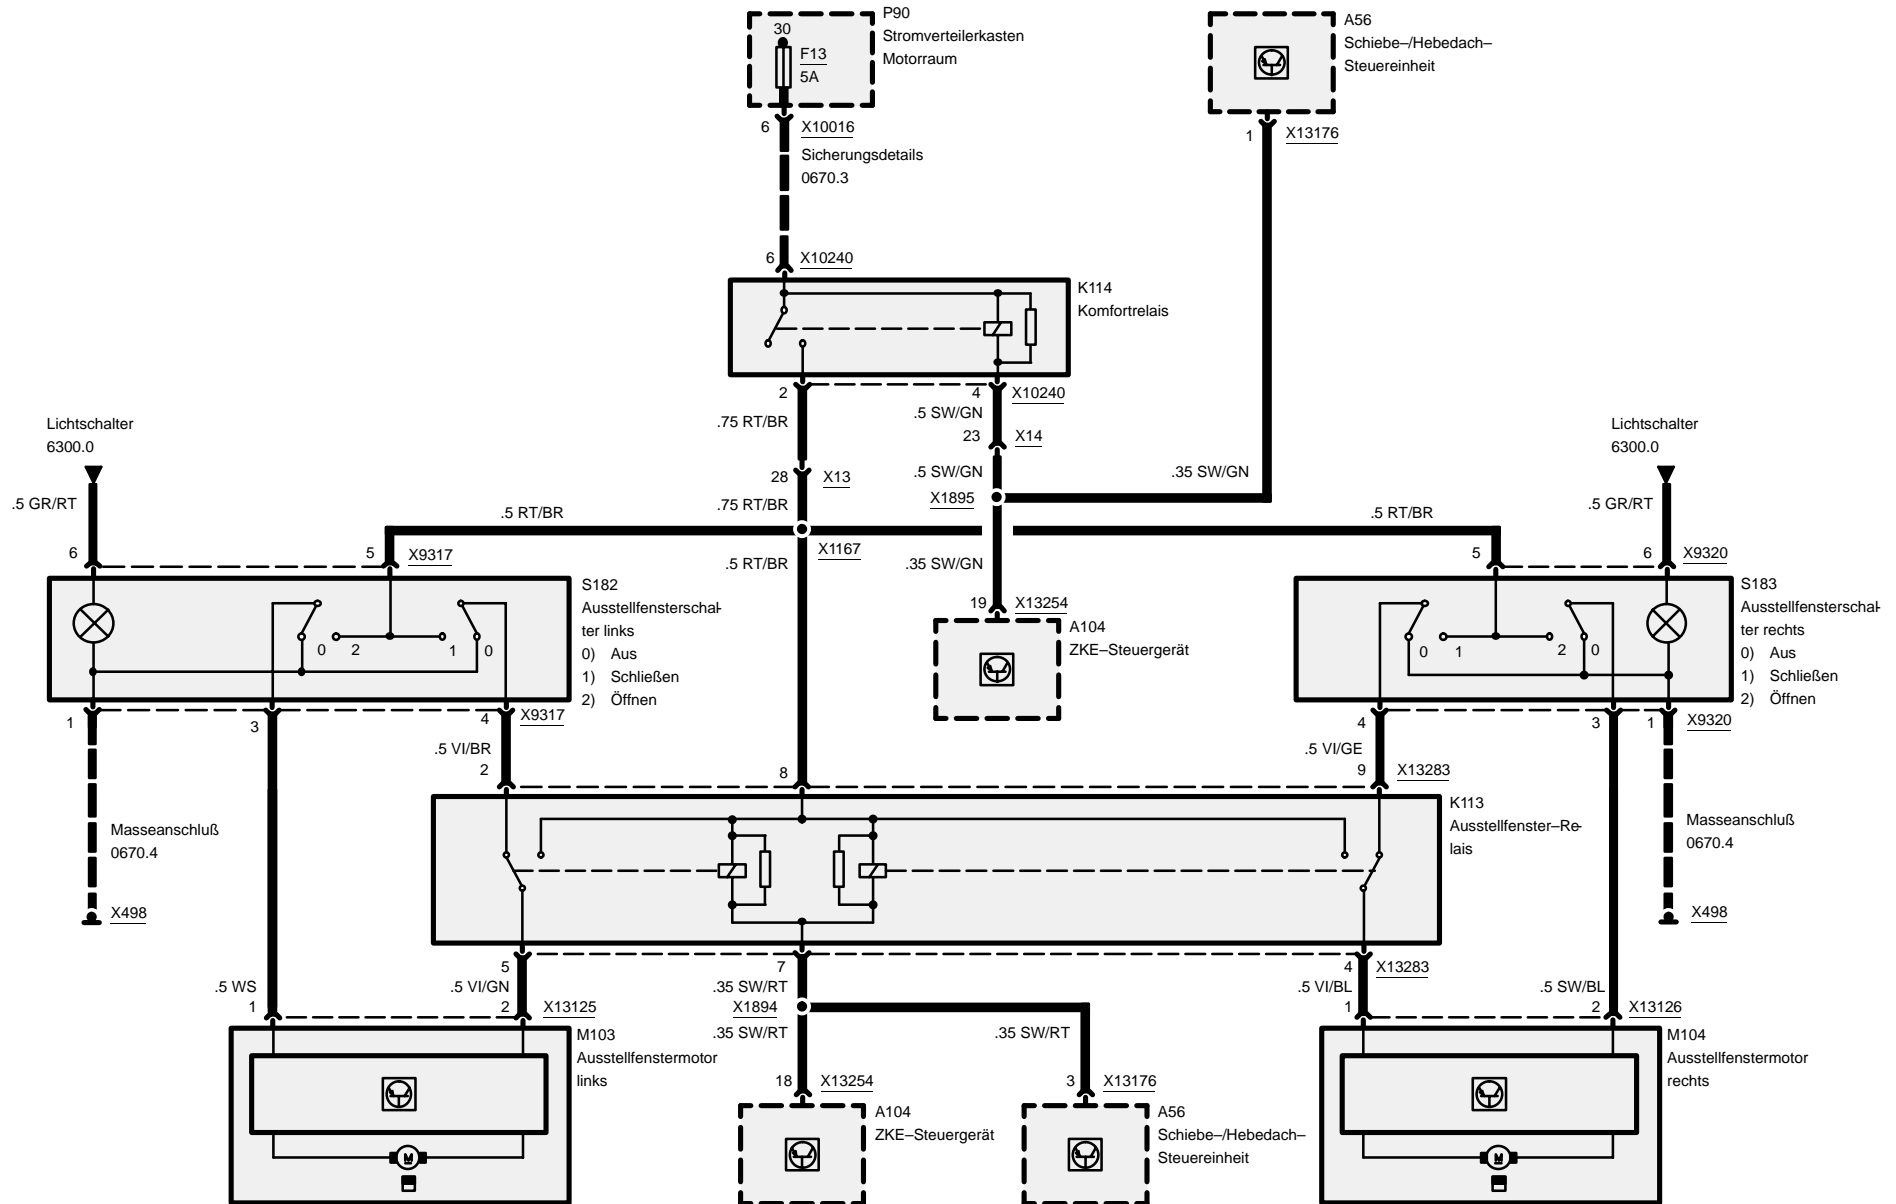 P90
Stromverteilerkasten
Motorraum
30
F13
5A
A56
Schiebe–/Hebedach–
Steuereinheit
6
X10016
Sicherungsdetails
0670.3
1
X13176
6
X10240
K114
Komfortrelais
2
4
X10240
.75 RT/BR
.5 SW/GN
23
X14
28
X13
.5 SW/GN
.35 SW/GN
X1895
.75 RT/BR
Lichtschalter
6300.0
.5 GR/RT
Lichtschalter
6300.0
.5 GR/RT
.5 RT/BR
.5 RT/BR
X1167
.5 RT/BR
.35 SW/GN
6
5
X9317
5
6
X9320
S182
Ausstellfensterschal-
ter links
0) Aus
1) Schließen
2) Öffnen
0
2
1
0
19
X13254
A104
ZKE–Steuergerät
S183
Ausstellfensterschal-
ter rechts
0) Aus
1) Schließen
2) Öffnen
0
1
2
0
1
3
4
X9317
4
3
1
X9320
.5 VI/BR
2
8
.5 VI/GE
9
X13283
K113
Ausstellfenster–Re-
lais
Masseanschluß
0670.4
X498
Masseanschluß
0670.4
X498
5
7
4
X13283
.5 WS
1
.5 VI/GN
2
X13125
.35 SW/RT
X1894
.35 SW/RT
.35 SW/RT
.5 VI/BL
1
.5 SW/BL
2
X13126
M103
Ausstellfenstermotor
links
M
M104
Ausstellfenstermotor
rechts
M
18
X13254
A104
ZKE–Steuergerät
3
X13176
A56
Schiebe–/Hebedach–
Steuereinheit